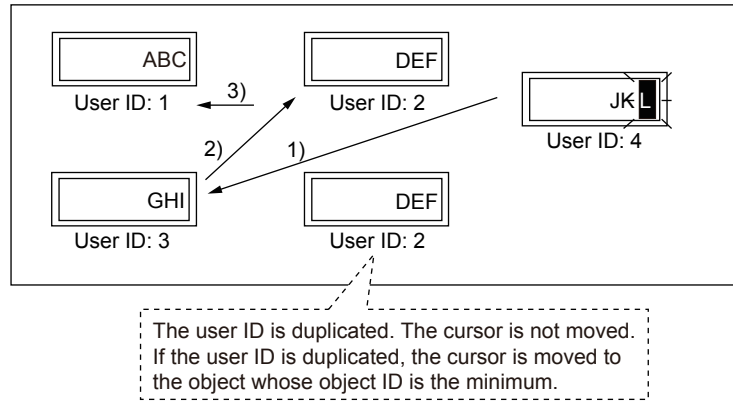 ABC
User ID: 1
DEF
User ID: 2
JKL
User ID: 4
3)
2)
1)
GHI
User ID: 3
DEF
User ID: 2
The user ID is duplicated. The cursor is not moved.
If the user ID is duplicated, the cursor is moved to
the object whose object ID is the minimum.